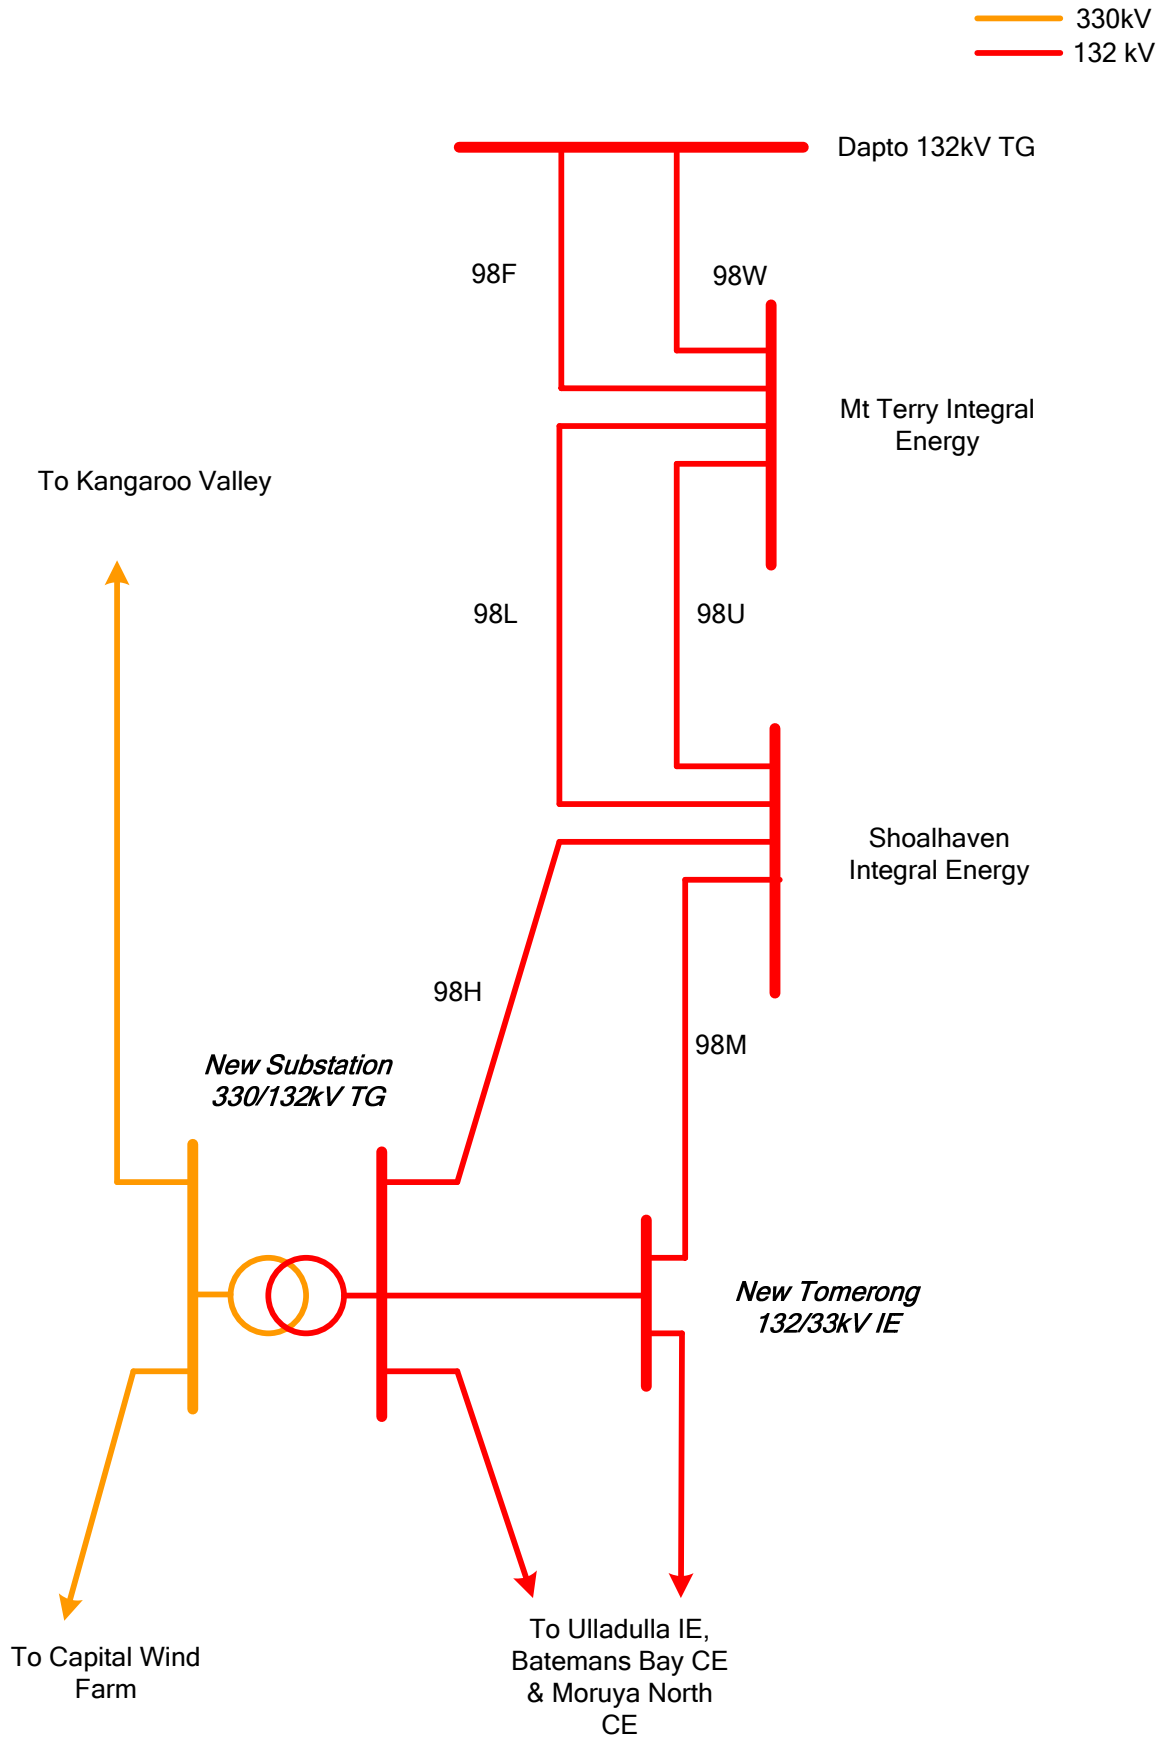 330kV
132 kV
Dapto 132kV TG
98F
98W
Mt Terry Integral
Energy
To Kangaroo Valley
98L
98U
Shoalhaven
Integral Energy
98H
98M
New Substation
330/132kV TG
New Tomerong
132/33kV IE
To Capital Wind
Farm
To Ulladulla IE,
Batemans Bay CE
& Moruya North
CE